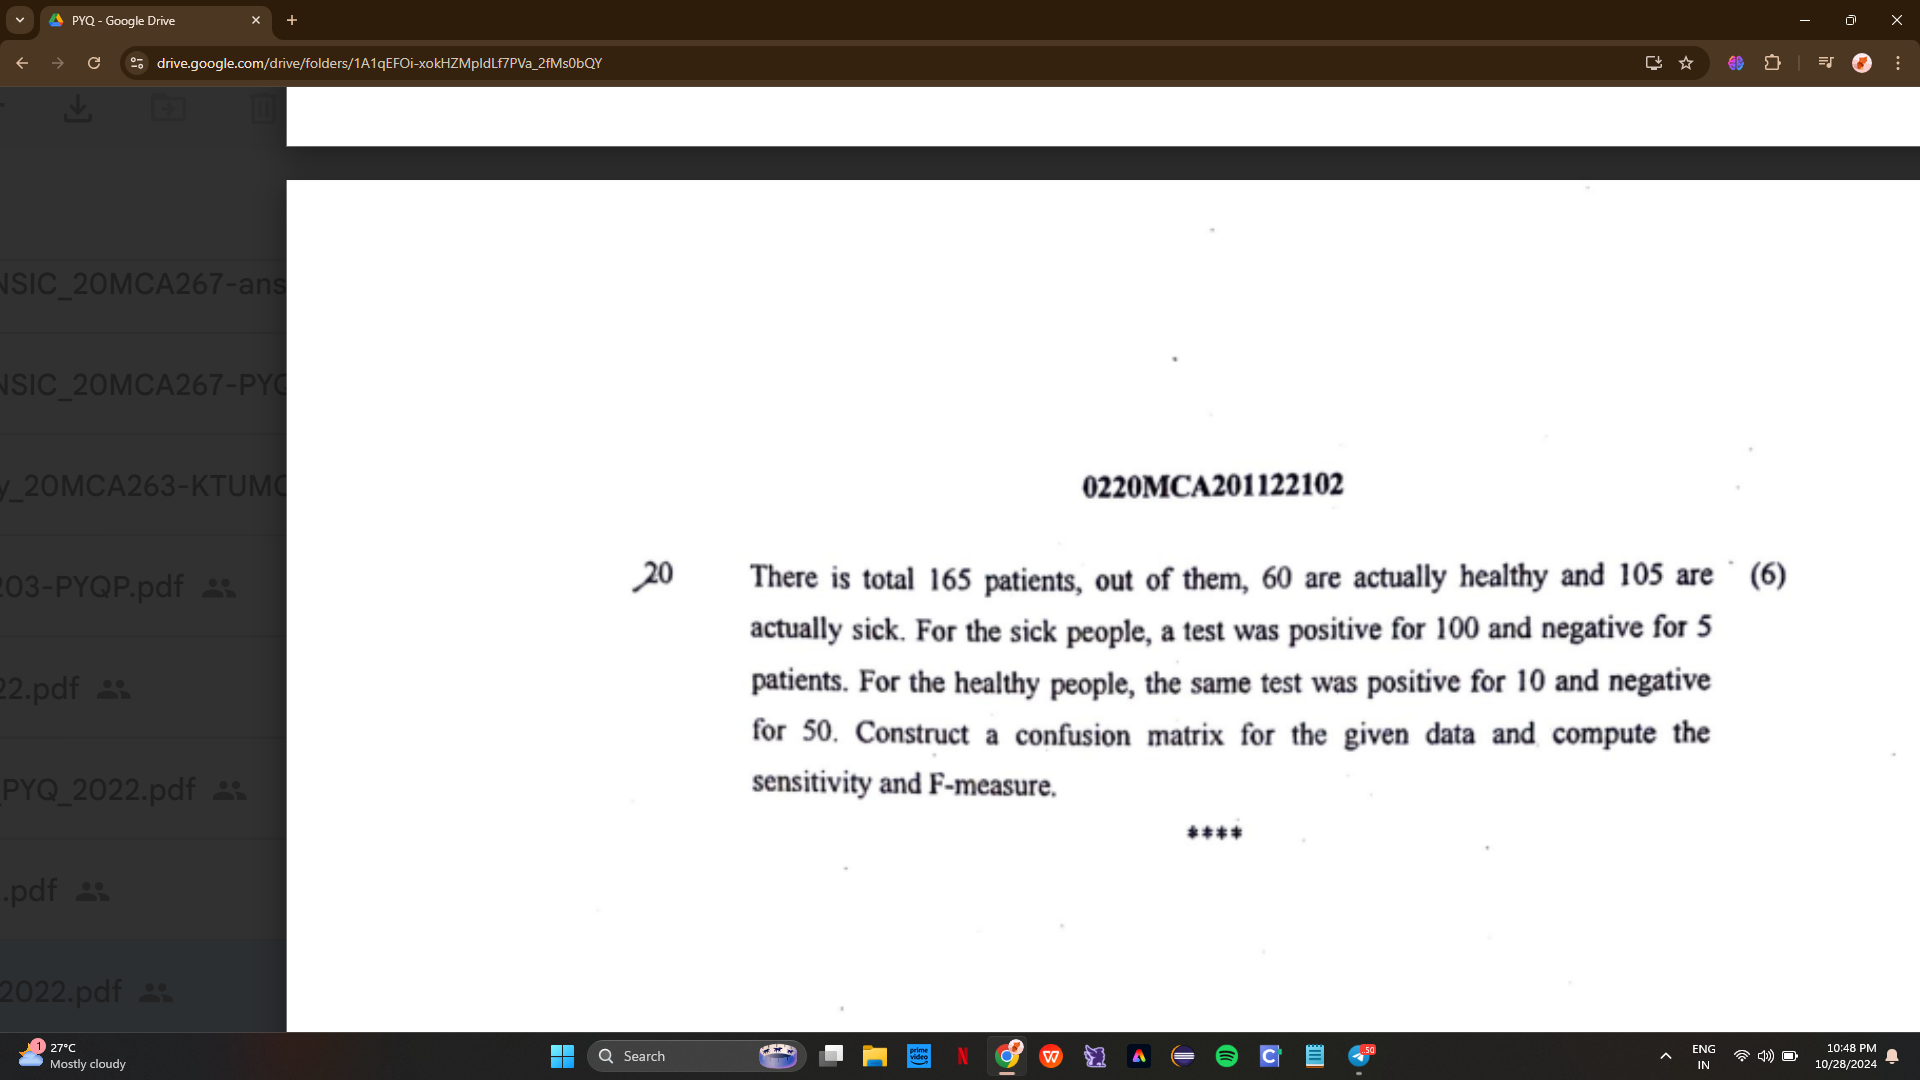 PYQ - Google Drive
drive.google.com/drive/folders/1A1qEFOi-xokHZMpIdLf7PVa_2fMs0bQY
NSIC_20MCA267-ans
NSIC_20MCA267-PYQ
y_20MCA263-KTUMC
203-PYQP.pdf
22.pdf
_PYQ_2022.pdf
.pdf
2022.pdf
0220MCA201122102
20 There is total 165 patients, out of them, 60 are actually healthy and 105 are (6)
actually sick. For the sick people, a test was positive for 100 and negative for 5
patients. For the healthy people, the same test was positive for 10 and negative
for 50. Construct a confusion matrix for the given data and compute the
sensitivity and F-measure.
****
1
27°C
Mostly cloudy
Search
prime video
50
ENG
IN
10:48 PM
10/28/2024